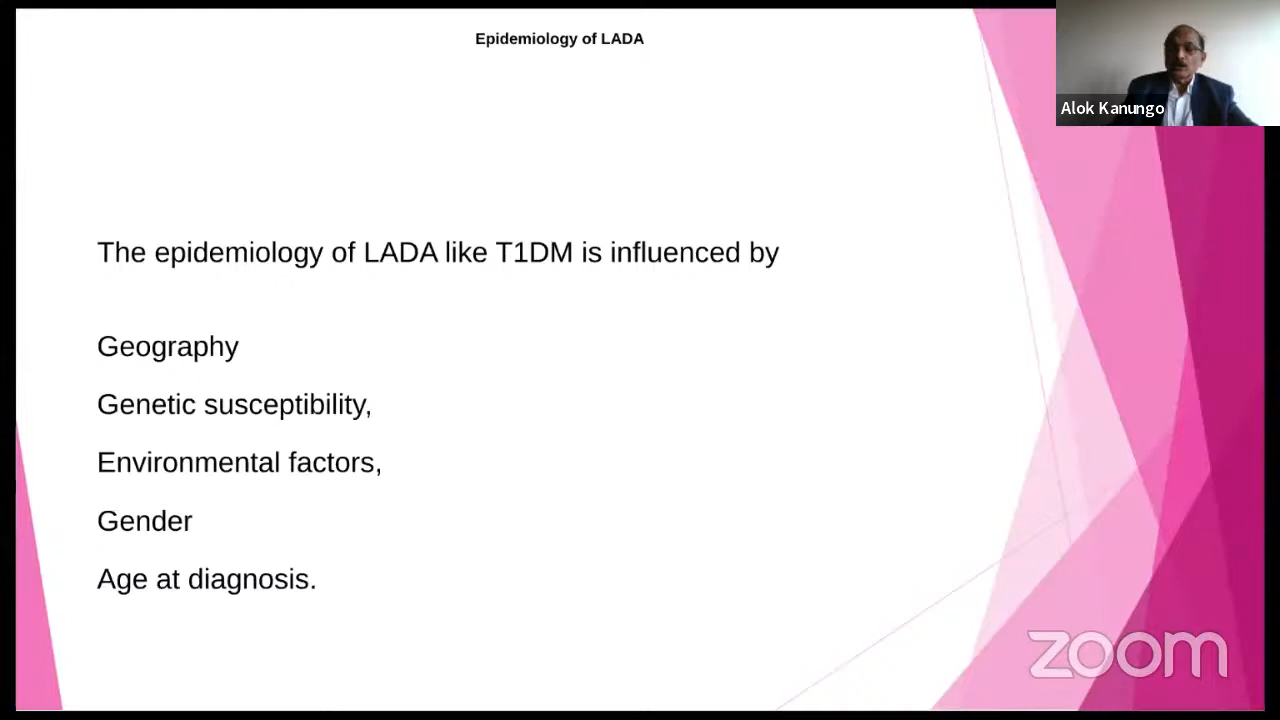 Epidemiology of LADA
Alok Kanungo
The epidemiology of LADA like T1DM is influenced by
Geography
Genetic susceptibility,
Environmental factors,
Gender
Age at diagnosis.
zoom